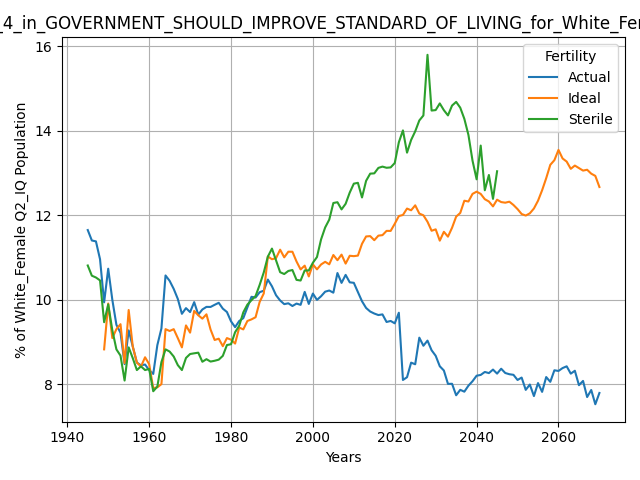 _4_in_GOVERNMENT_SHOULD_IMPROVE_STANDARD_OF_LIVING_for_White_Fe
Fertility
Actual
Ideal
Sterile
% of White_Female Q2_IQ Population
16
14
12
10
8
1940
1960
1980
2000
2020
2040
2060
Years